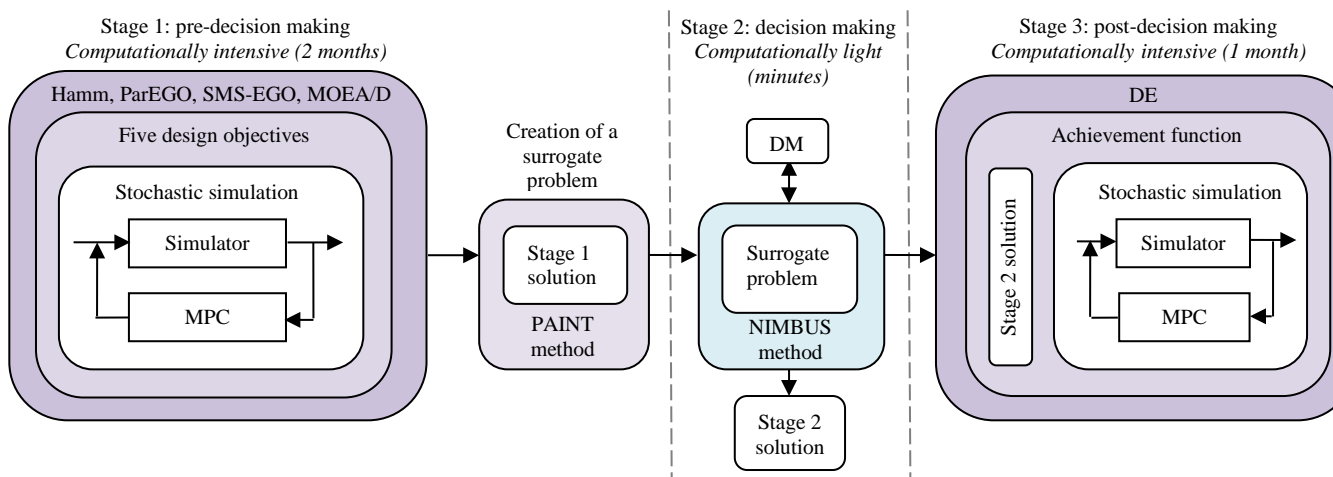 Stage 1: pre-decision making
Computationally intensive (2 months)
Hamm, ParEGO, SMS-EGO, MOEA/D
Five design objectives
Stochastic simulation
Simulator
MPC
Creation of a
surrogate
problem
Stage 1
solution
PAINT
method
Stage 2: decision making
Computationally light
(minutes)
DM
Surrogate
problem
NIMBUS
method
Stage 2
solution
Stage 3: post-decision making
Computationally intensive (1 month)
DE
Achievement function
Stage 2 solution
Stochastic simulation
Simulator
MPC